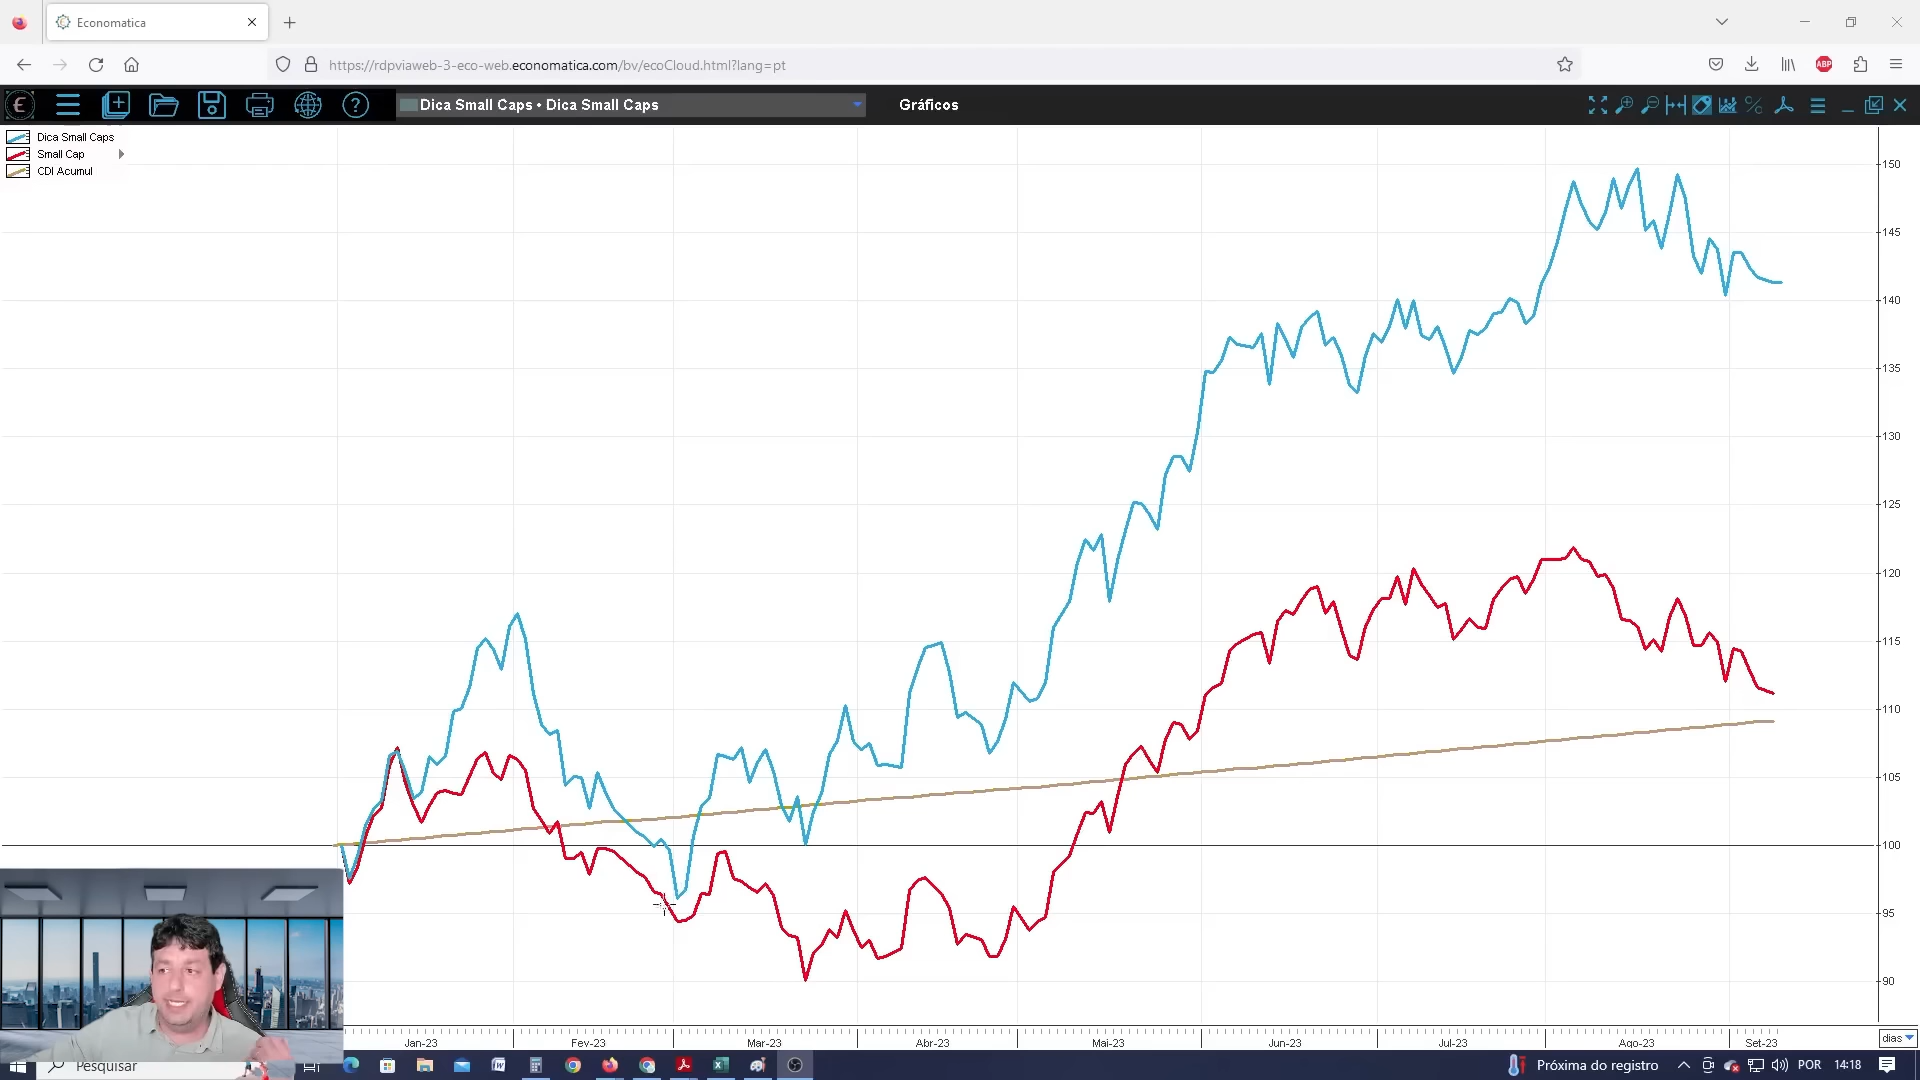 Economatica
https://rdpviaweb-3-eco-web.economatica.com/bv/ecoCloud.html?lang=pt
ABP
Dica Small Caps • Dica Small Caps
Gráficos
Dica Small Caps
Small Cap
CDI Acumul
150
145
140
135
130
125
120
115
110
105
100
95
90
Jan-23
Fev-23
Mar-23
Abr-23
Mai-23
Jun-23
Jul-23
Ago-23
Set-23
dias
Pesquisar
Próxima do registro
POR
14:18